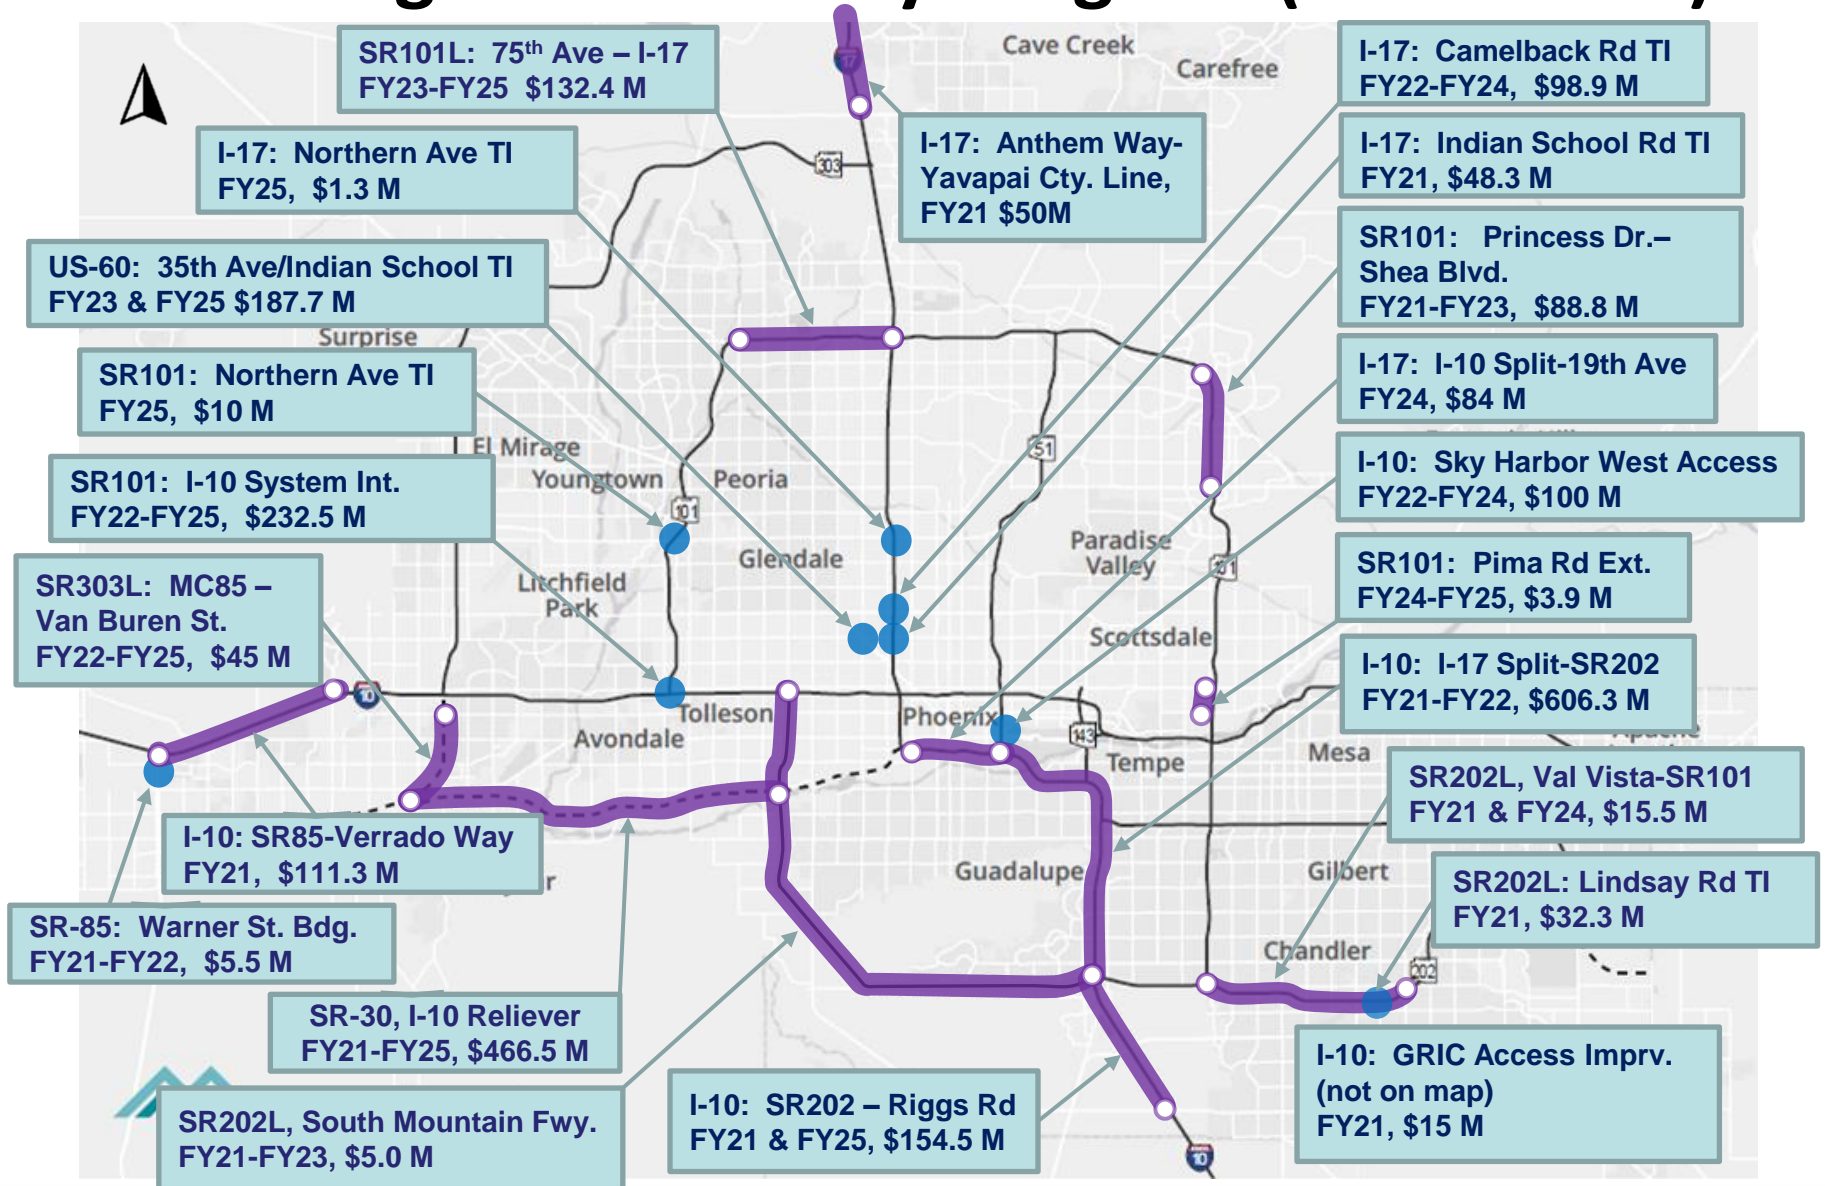 SR101L: 75th Ave – I-17
FY23-FY25 $132.4 M
I-17: Northern Ave TI
FY25, $1.3 M
US-60: 35th Ave/Indian School TI
FY23 & FY25 $187.7 M
SR101: Northern Ave TI
FY25, $10 M
SR101: I-10 System Int.
FY22-FY25, $232.5 M
SR303L: MC85 –
Van Buren St.
FY22-FY25, $45 M
I-10: SR85-Verrado Way
FY21, $111.3 M
SR-85: Warner St. Bdg.
FY21-FY22, $5.5 M
SR-30, I-10 Reliever
FY21-FY25, $466.5 M
SR202L, South Mountain Fwy.
FY21-FY23, $5.0 M
I-17: Anthem Way-
Yavapai Cty. Line,
FY21 $50M
I-10: SR202 – Riggs Rd
FY21 & FY25, $154.5 M
I-17: Camelback Rd TI
FY22-FY24, $98.9 M
I-17: Indian School Rd TI
FY21, $48.3 M
SR101: Princess Dr.–
Shea Blvd.
FY21-FY23, $88.8 M
I-17: I-10 Split-19th Ave
FY24, $84 M
I-10: Sky Harbor West Access
FY22-FY24, $100 M
SR101: Pima Rd Ext.
FY24-FY25, $3.9 M
I-10: I-17 Split-SR202
FY21-FY22, $606.3 M
SR202L, Val Vista-SR101
FY21 & FY24, $15.5 M
SR202L: Lindsay Rd TI
FY21, $32.3 M
I-10: GRIC Access Imprv.
(not on map)
FY21, $15 M
Cave Creek
Carefree
17
303
Surprise
El Mirage
Youngtown
Peoria
51
101
Glendale
Paradise
Valley
101
Litchfield
Park
Scottsdale
10
Tolleson
Phoenix
143
Avondale
Tempe
Mesa
Guadalupe
Gilbert
Chandler
202
10